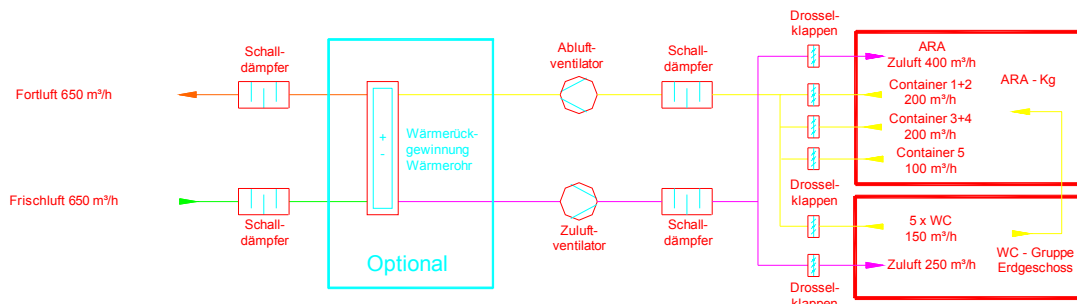 Drossel-
klappen
Schall-
dämpfer
Abluft-
ventilator
Schall-
dämpfer
ARA
Zuluft 400 m³/h
ARA - Kg
Fortluft 650 m³/h
Container 1+2
200 m³/h
Container 3+4
200 m³/h
+
-
Wärmerück-
gewinnung
Wärmerohr
Container 5
100 m³/h
Frischluft 650 m³/h
Drossel-
klappen
Schall-
dämpfer
Zuluft-
ventilator
Schall-
dämpfer
5 x WC
150 m³/h
WC - Gruppe
Erdgeschoss
Optional
Zuluft 250 m³/h
Drossel-
klappen